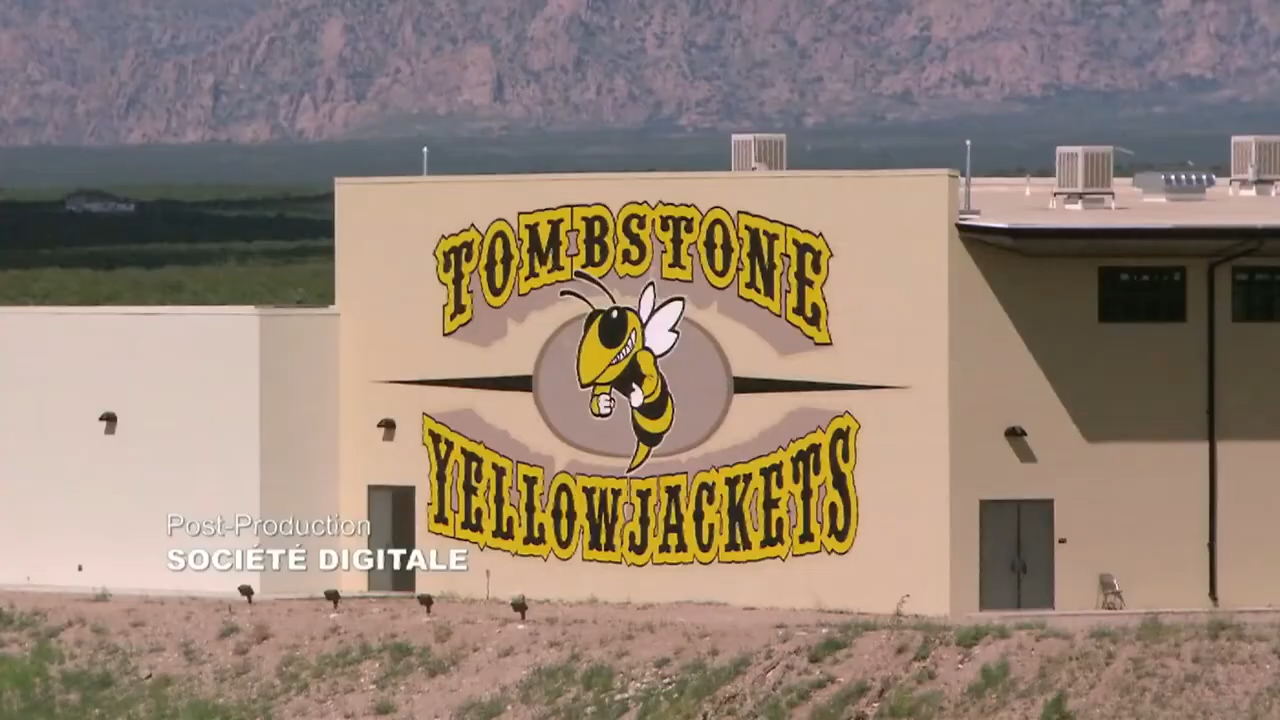 TOMBSTONE
YELLOWJACKETS
Post-Production
SOCIÉTÉ DIGITALE